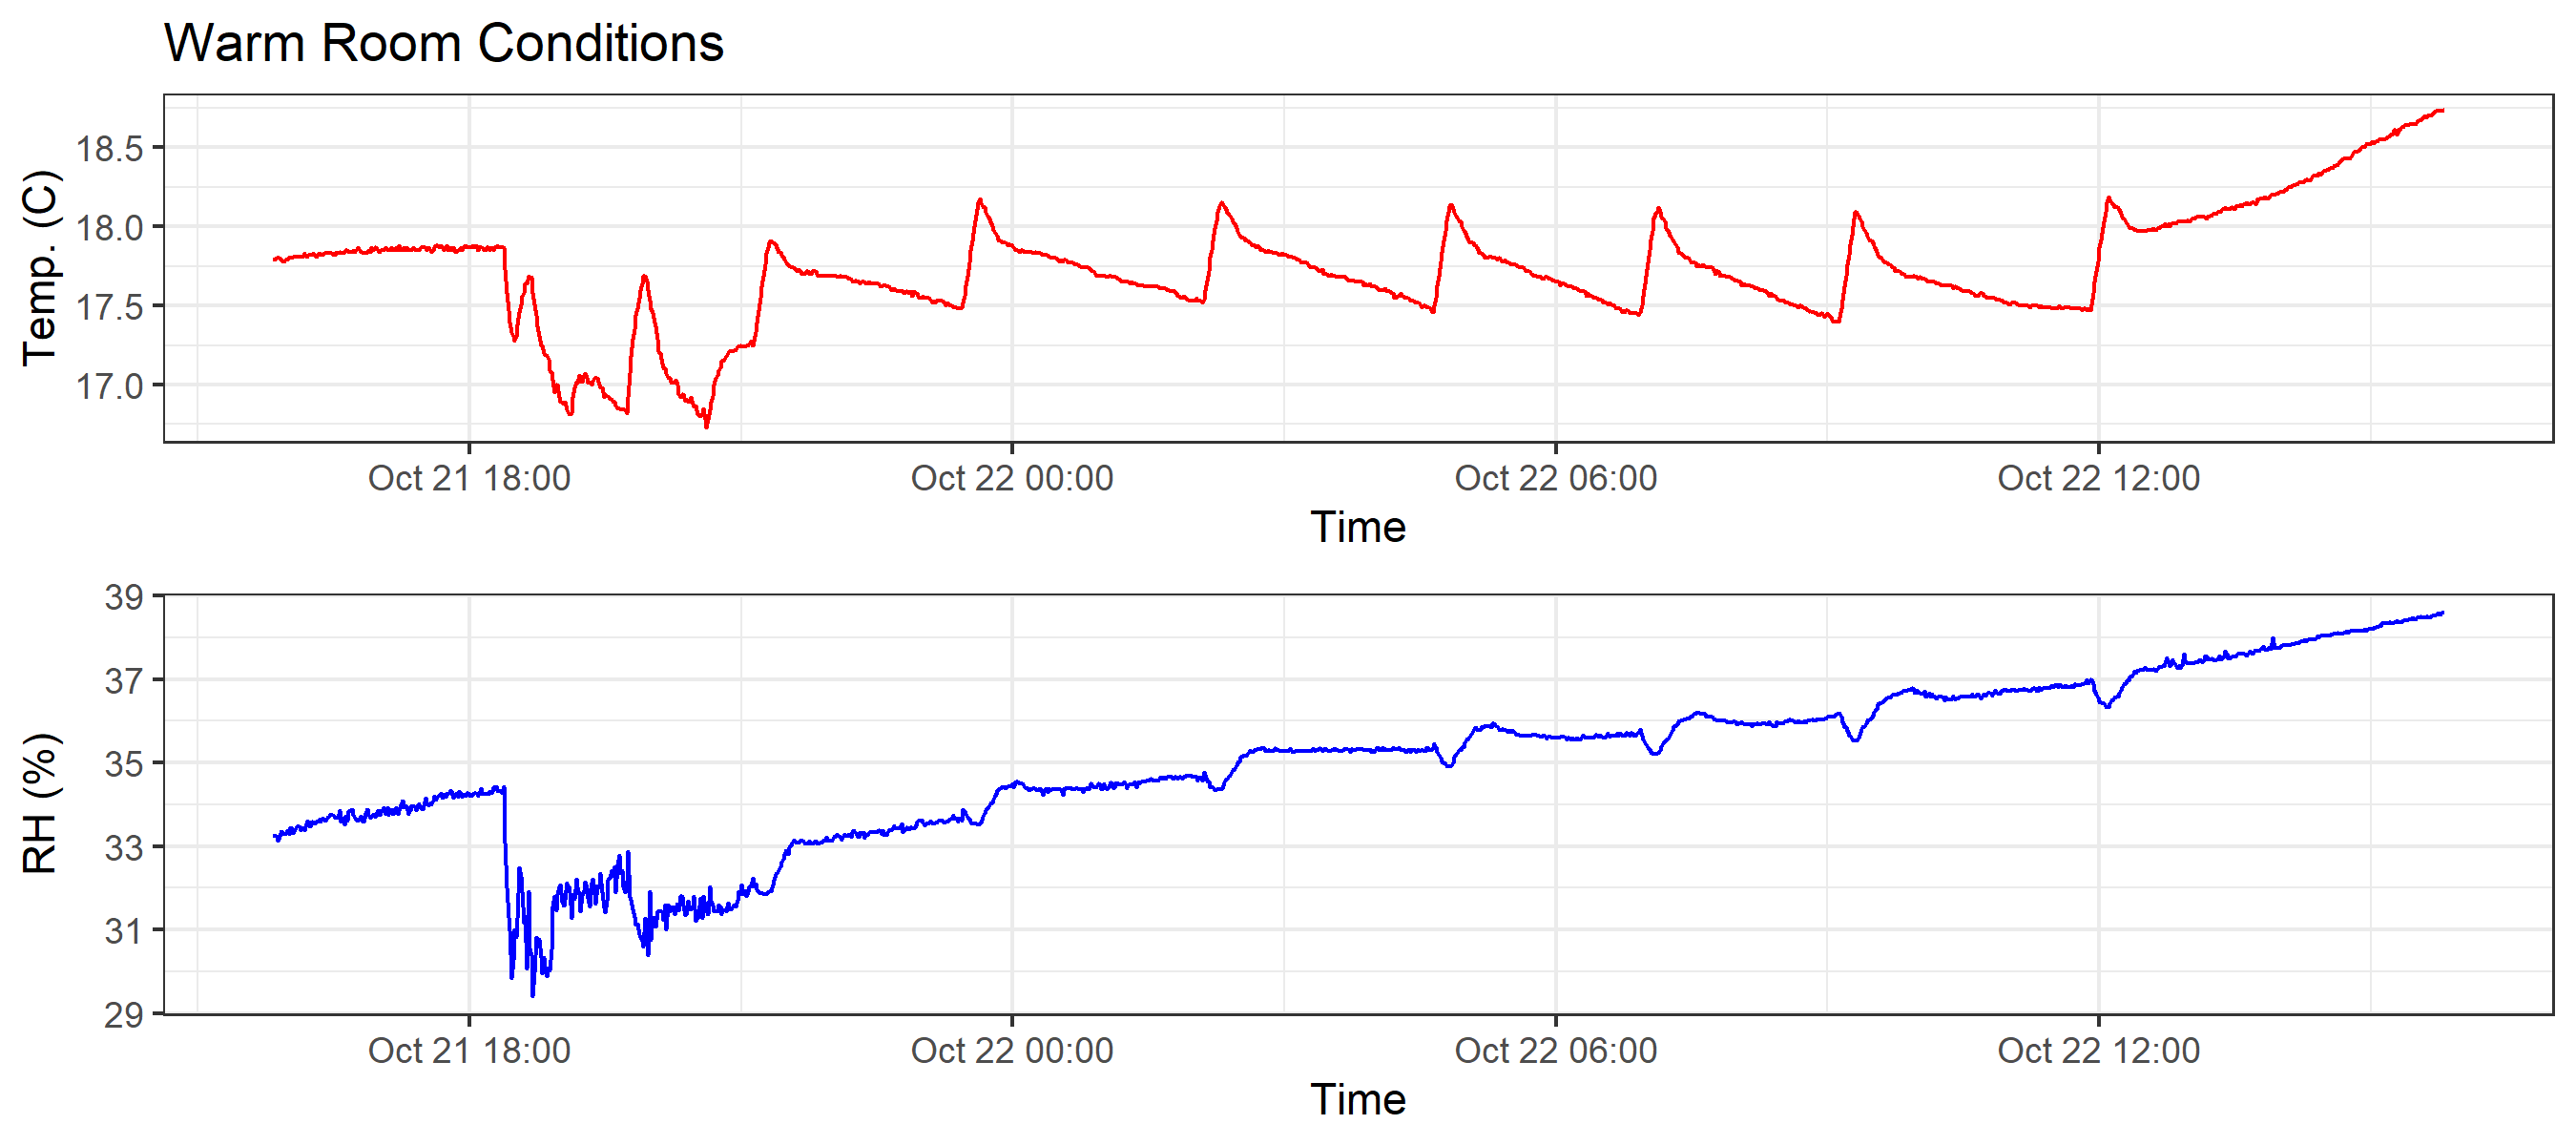 Warm Room Conditions
Temp. (C)
18.5
18.0
17.5
17.0
Oct 21 18:00 Oct 22 00:00 Oct 22 06:00 Oct 22 12:00
Time
RH (%)
39
37
35
33
31
29
Oct 21 18:00 Oct 22 00:00 Oct 22 06:00 Oct 22 12:00
Time